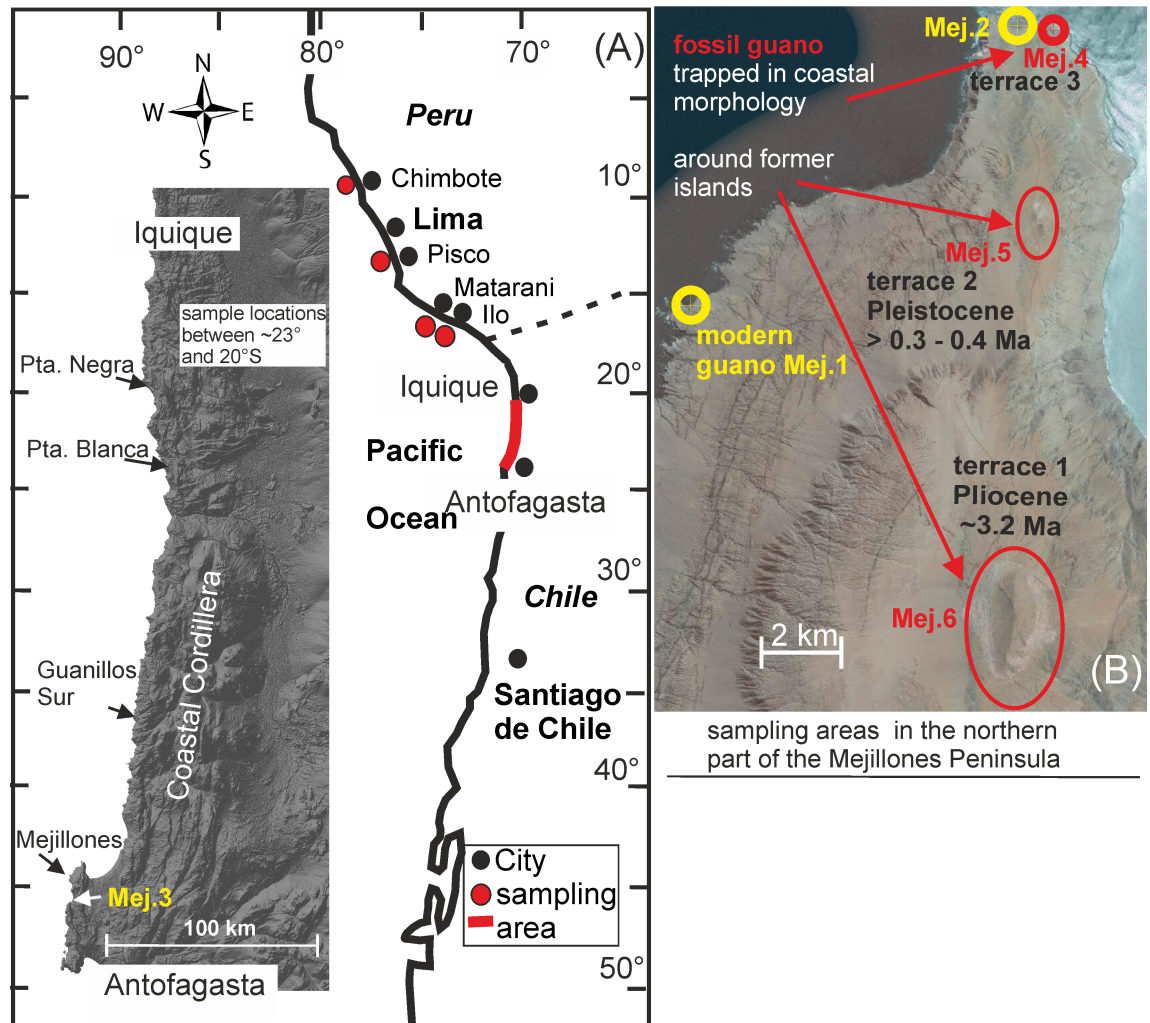 90°
80°
70°
(A)
N
W
E
S
Peru
10°
Chimbote
Lima
Pisco
Matarani
Ilo
Iquique
20°
Pacific
Ocean
Antofagasta
30°
Chile
Santiago
de Chile
40°
50°
City
sampling
area
Iquique
sample locations
between ~23°
and 20°S
Pta. Negra
Pta. Blanca
Coastal Cordillera
Guanillos
Sur
Mejillones
Mej.3
100 km
Antofagasta
fossil guano
trapped in coastal
morphology
Mej.2
Mej.4
terrace 3
around former
islands
Mej.5
terrace 2
Pleistocene
> 0.3 - 0.4 Ma
modern
guano Mej.1
terrace 1
Pliocene
~3.2 Ma
Mej.6
2 km
(B)
sampling areas in the northern
part of the Mejillones Peninsula